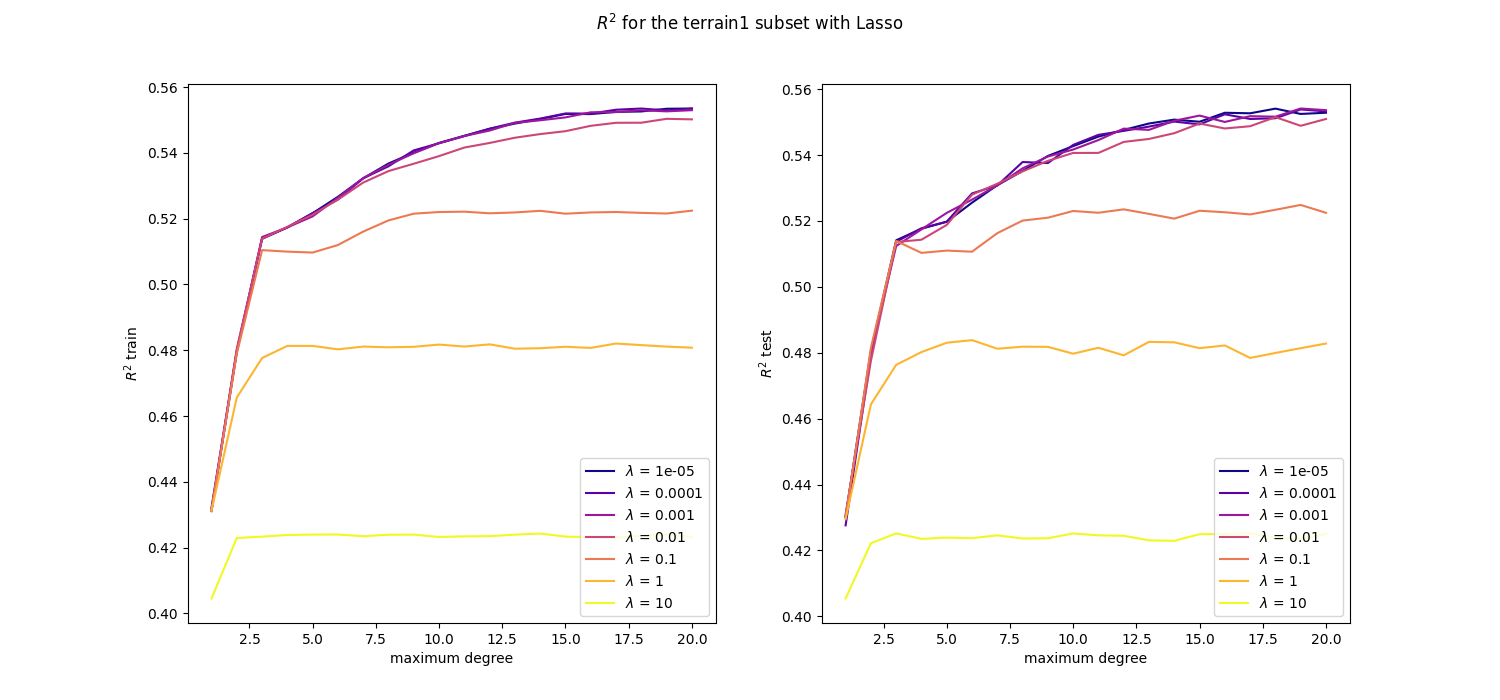 R² for the terrain1 subset with Lasso
R² train
0.56
0.54
0.52
0.50
0.48
0.46
0.44
0.42
0.40
2.5 5.0 7.5 10.0 12.5 15.0 17.5 20.0
maximum degree
λ = 1e-05
λ = 0.0001
λ = 0.001
λ = 0.01
λ = 0.1
λ = 1
λ = 10
R² test
0.56
0.54
0.52
0.50
0.48
0.46
0.44
0.42
0.40
2.5 5.0 7.5 10.0 12.5 15.0 17.5 20.0
maximum degree
λ = 1e-05
λ = 0.0001
λ = 0.001
λ = 0.01
λ = 0.1
λ = 1
λ = 10